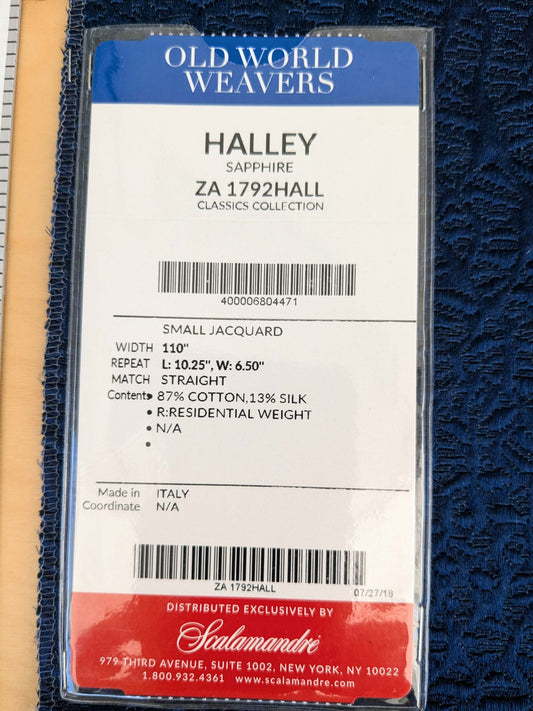 OLD WORLD
WEAVERS
HALLEY
SAPPHIRE
ZA 1792HALL
CLASSICS COLLECTION
400006804471
SMALL JACQUARD
WIDTH 110"
REPEAT L: 10.25", W: 6.50"
MATCH STRAIGHT
Contents 87% COTTON,13% SILK
• R:RESIDENTIAL WEIGHT
• N/A
•
Made in ITALY
Coordinate N/A
ZA 1792HALL 07/27/18
DISTRIBUTED EXCLUSIVELY BY
Scalamandré
979 THIRD AVENUE, SUITE 1002, NEW YORK, NY 10022
1.800.932.4361 www.scalamandre.com